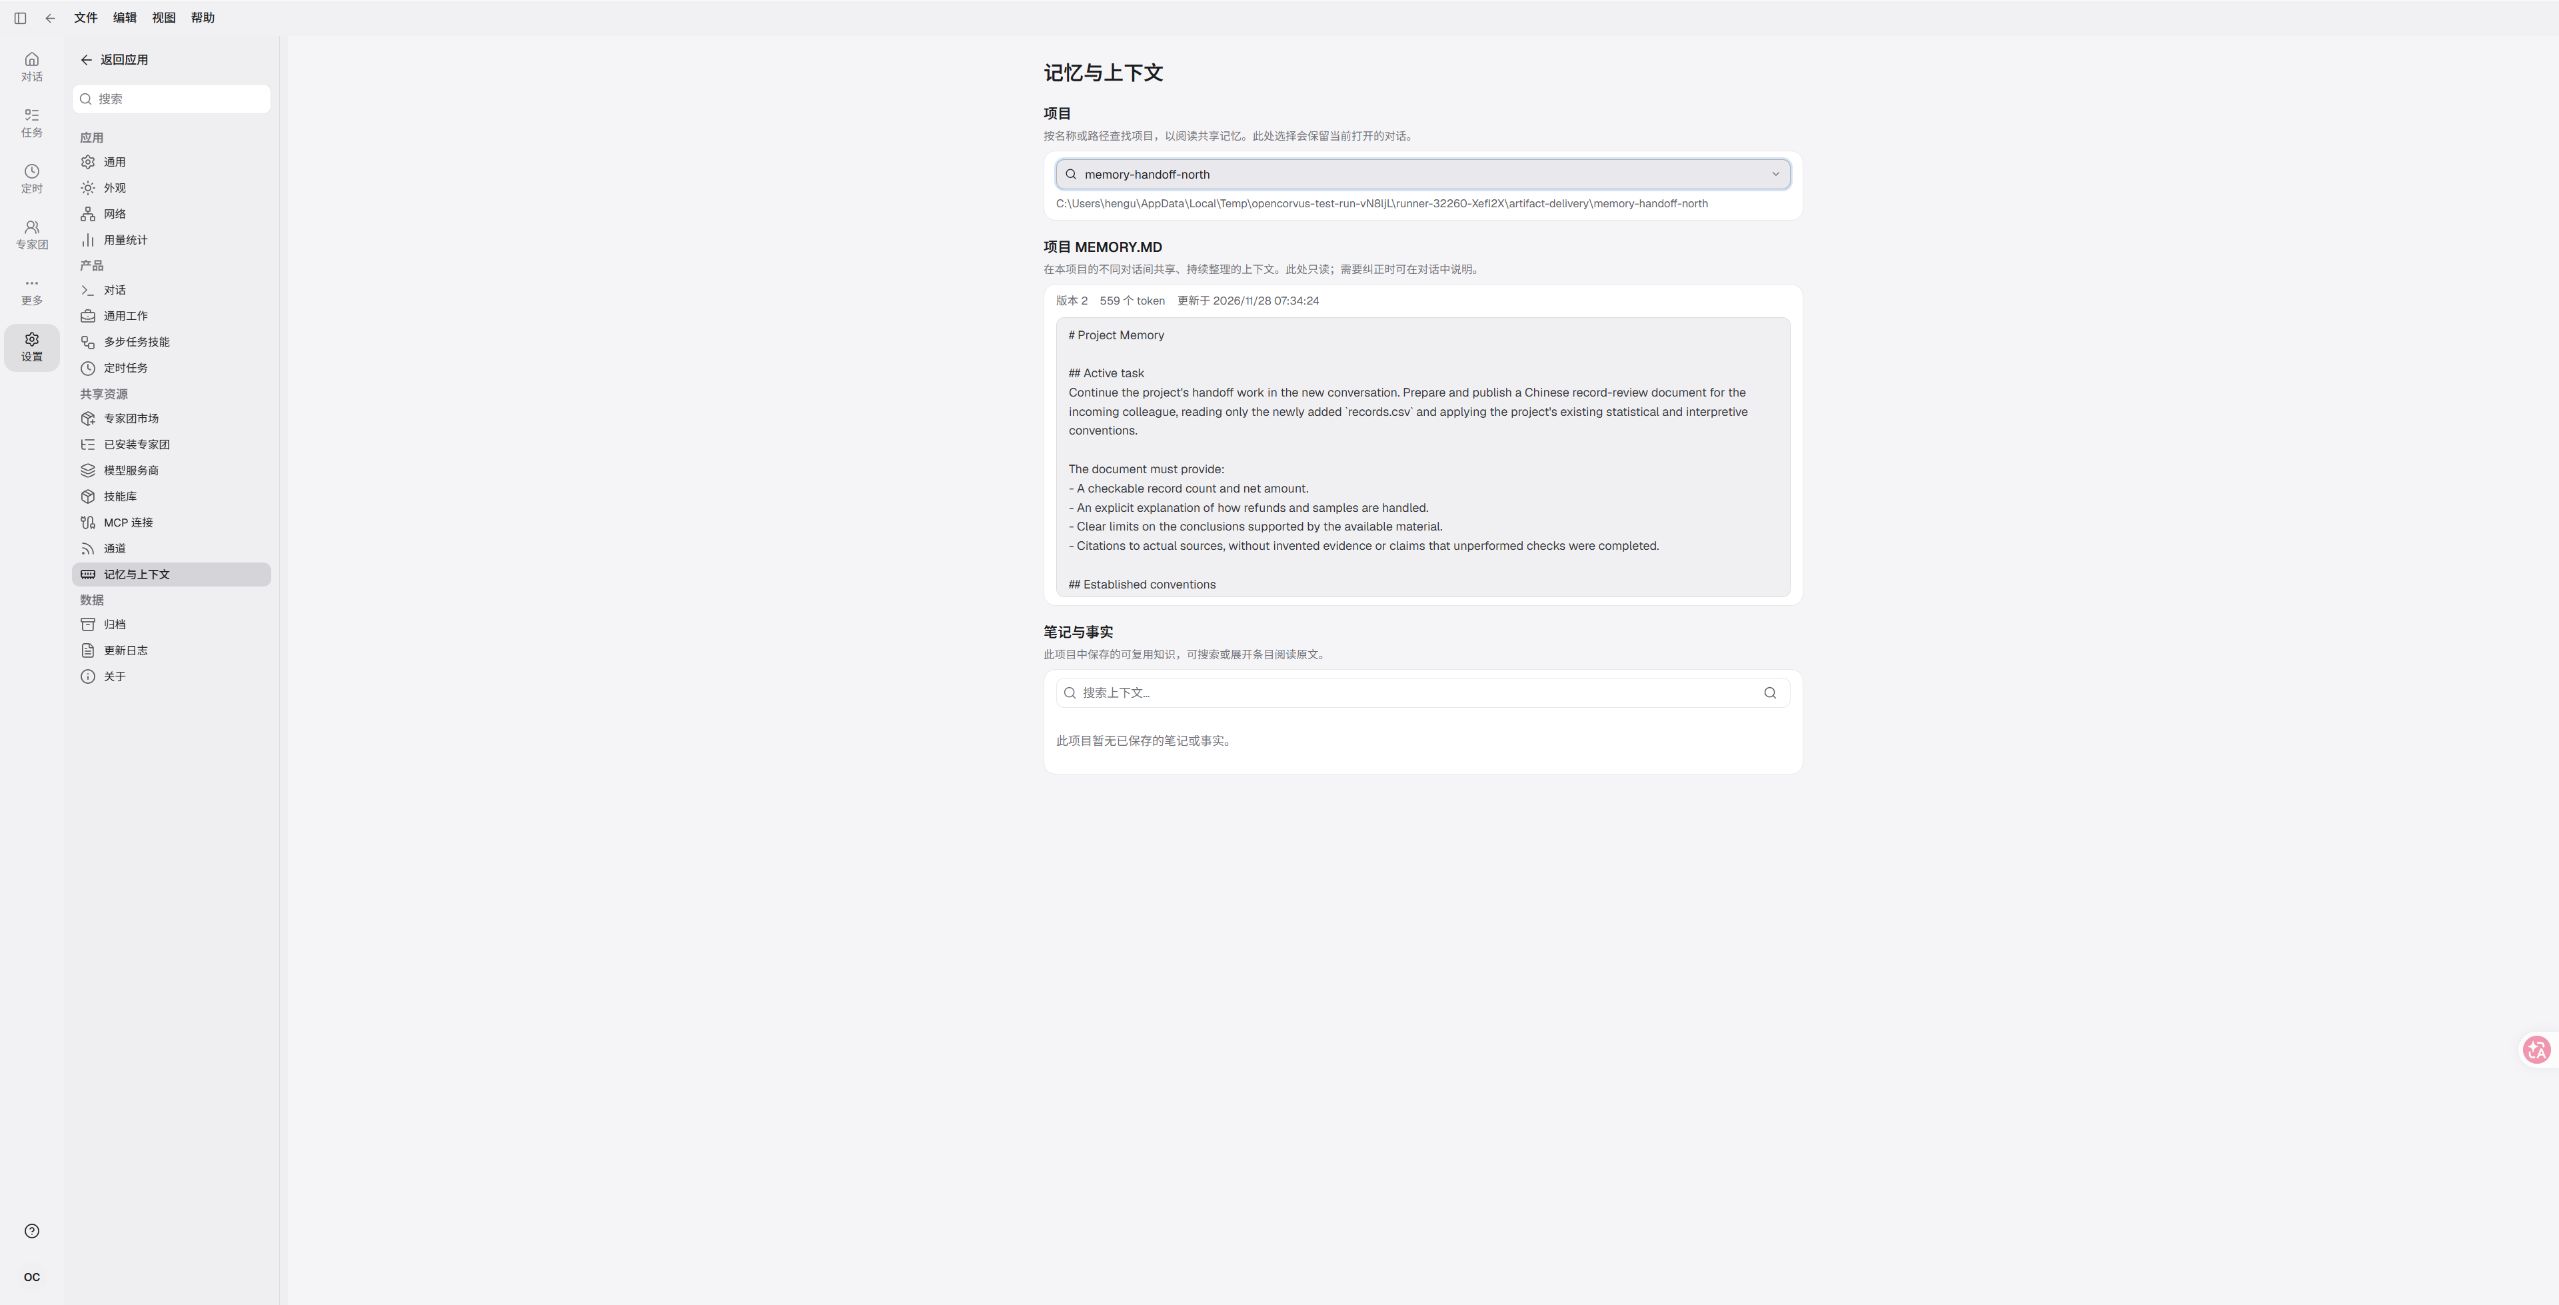 文件 编辑 视图 帮助
对话
任务
定时
专家团
更多
设置
OC
返回应用
搜索
应用
通用
外观
网络
用量统计
产品
对话
通用工作
多步任务技能
定时任务
共享资源
专家团市场
已安装专家团
模型服务商
技能库
MCP 连接
通道
记忆与上下文
数据
归档
更新日志
关于
记忆与上下文
项目
按名称或路径查找项目，以阅读共享记忆。此处选择会保留当前打开的对话。
memory-handoff-north
C:\Users\hengu\AppData\Local\Temp\opencorvus-test-run-vN8IjL\runner-32260-XefI2X\artifact-delivery\memory-handoff-north
项目 MEMORY.MD
在本项目的不同对话间共享、持续整理的上下文。此处只读；需要纠正时可在对话中说明。
版本 2 559 个 token 更新于 2026/11/28 07:34:24
# Project Memory
## Active task
Continue the project's handoff work in the new conversation. Prepare and publish a Chinese record-review document for the
incoming colleague, reading only the newly added `records.csv` and applying the project's existing statistical and interpretive
conventions.
The document must provide:
- A checkable record count and net amount.
- An explicit explanation of how refunds and samples are handled.
- Clear limits on the conclusions supported by the available material.
- Citations to actual sources, without invented evidence or claims that unperformed checks were completed.
## Established conventions
笔记与事实
此项目中保存的可复用知识，可搜索或展开条目阅读原文。
搜索上下文...
此项目暂无已保存的笔记或事实。